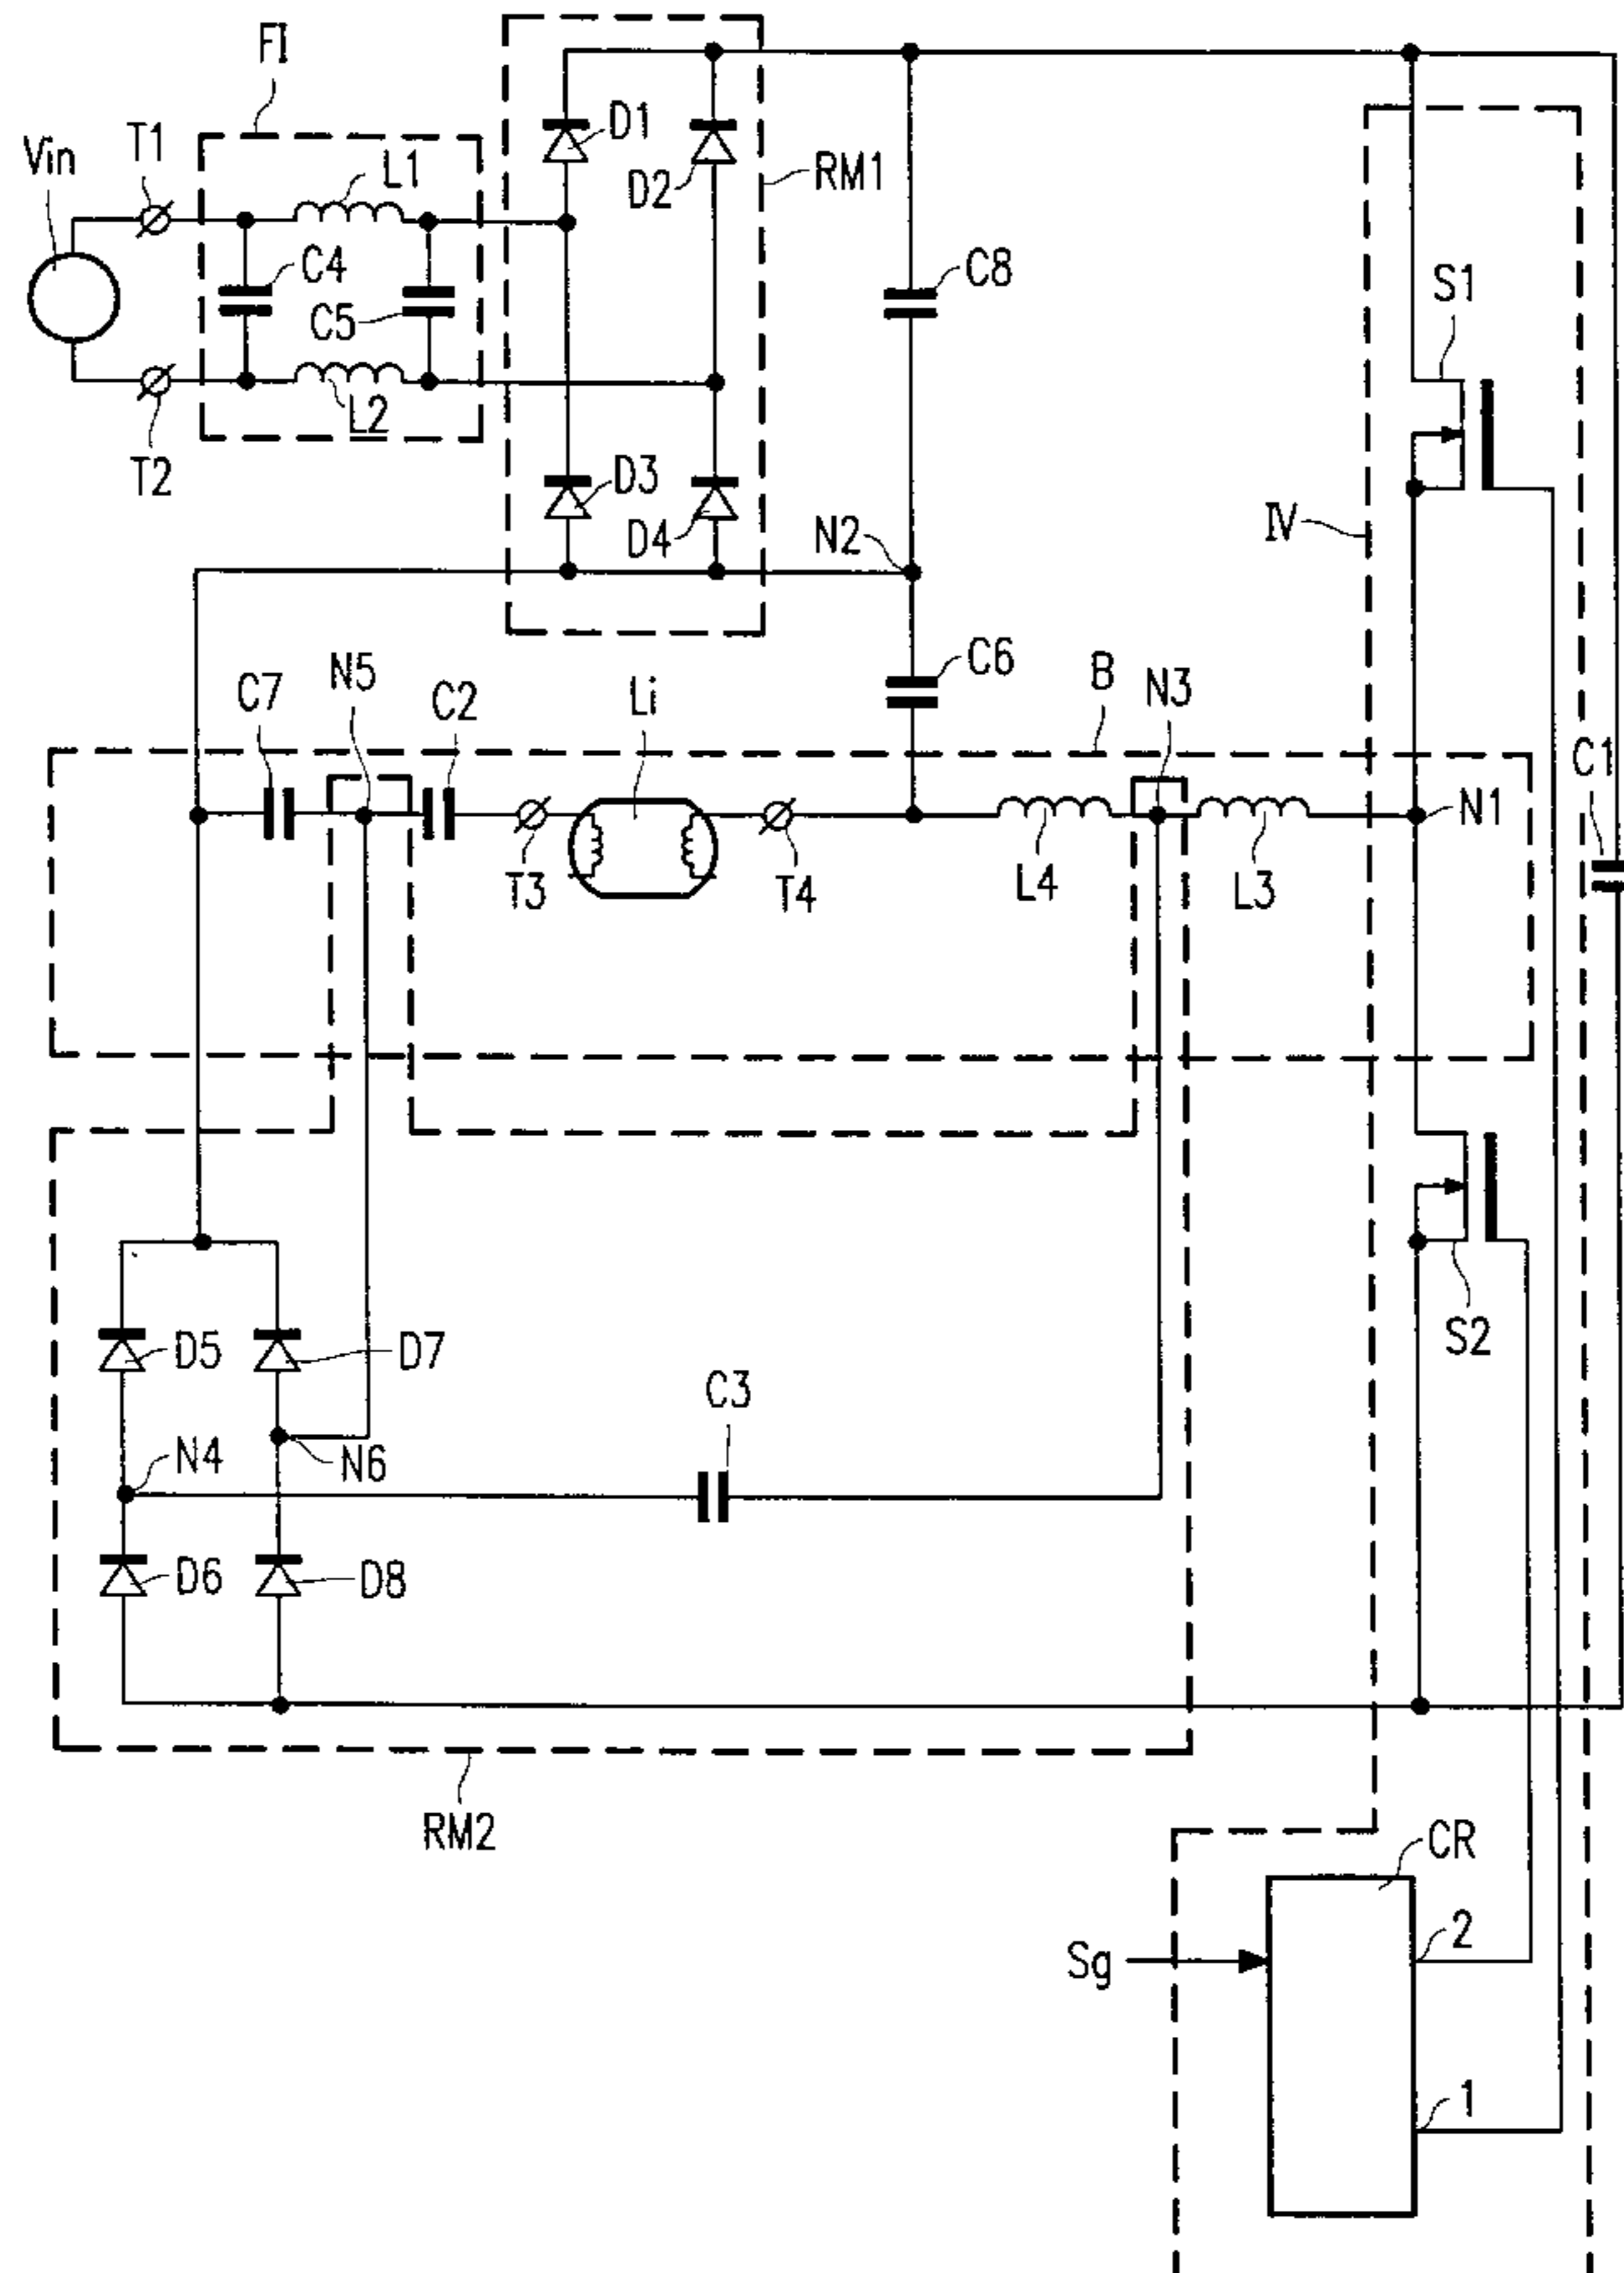 FI
Vin
T1
L1
D1
D2
RM1
C4
C5
C8
S1
T2
L2
D3
D4
N2
IV
C7
N5
C2
Li
C6
B
N3
C1
T3
T4
L4
L3
N1
D5
D7
S2
C3
N4
N6
D6
D8
RM2
CR
Sg
2
1